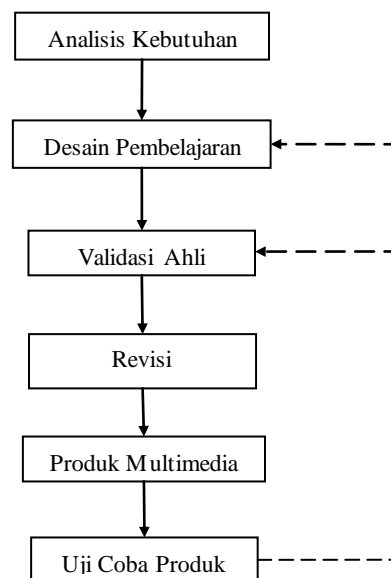 Analisis Kebutuhan
Desain Pembelajaran
Validasi Ahli
Revisi
Produk Multimedia
Uji Coba Produk